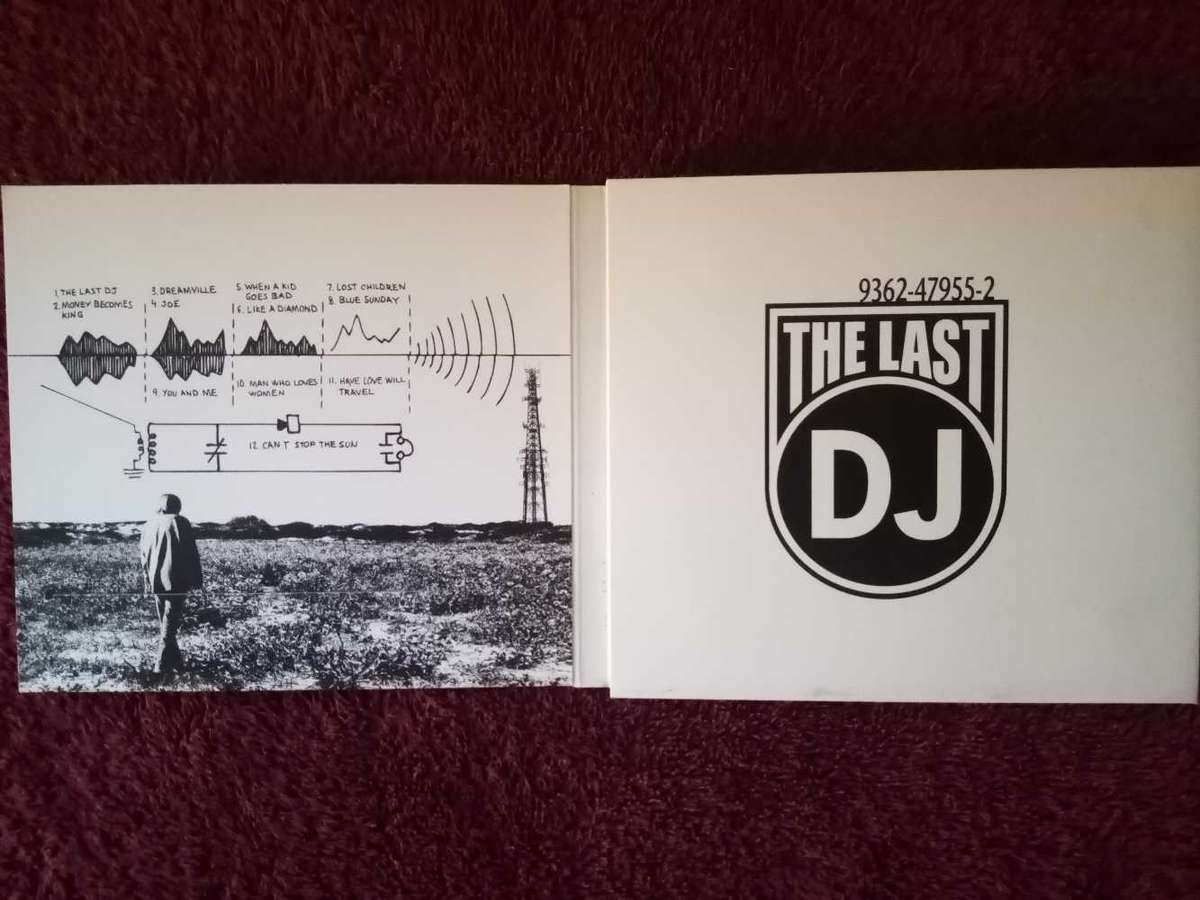 1. THE LAST DJ
2. MONEY BECOMES
KING
3. DREAMVILLE
4. JOE
5. WHEN A KID
GOES BAD
6. LIKE A DIAMOND
7. LOST CHILDREN
8. BLUE SUNDAY
9. YOU AND ME
10. MAN WHO LOVES
WOMEN
11. HAVE LOVE WILL
TRAVEL
12. CAN'T STOP THE SUN
9362-47955-2
THE LAST
DJ